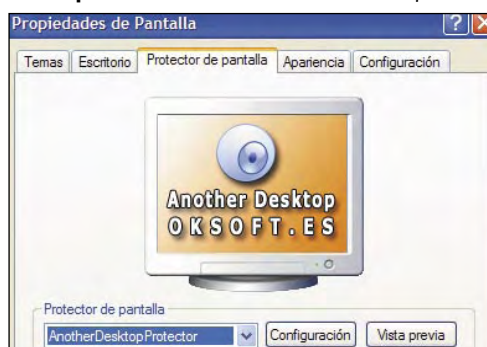 Propiedades de Pantalla
Temas Escritorio Protector de pantalla Apariencia Configuración
Another Desktop
OKSOFT.ES
Protector de pantalla
AnotherDesktopProtector Configuración Vista previa